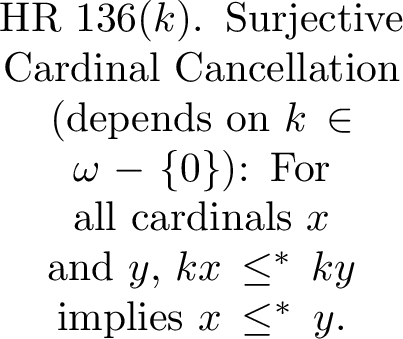 HR 136(k). Surjective
Cardinal Cancellation
(depends on k ∈
ω − {0}): For
all cardinals x
and y, kx ≤* ky
implies x ≤* y.